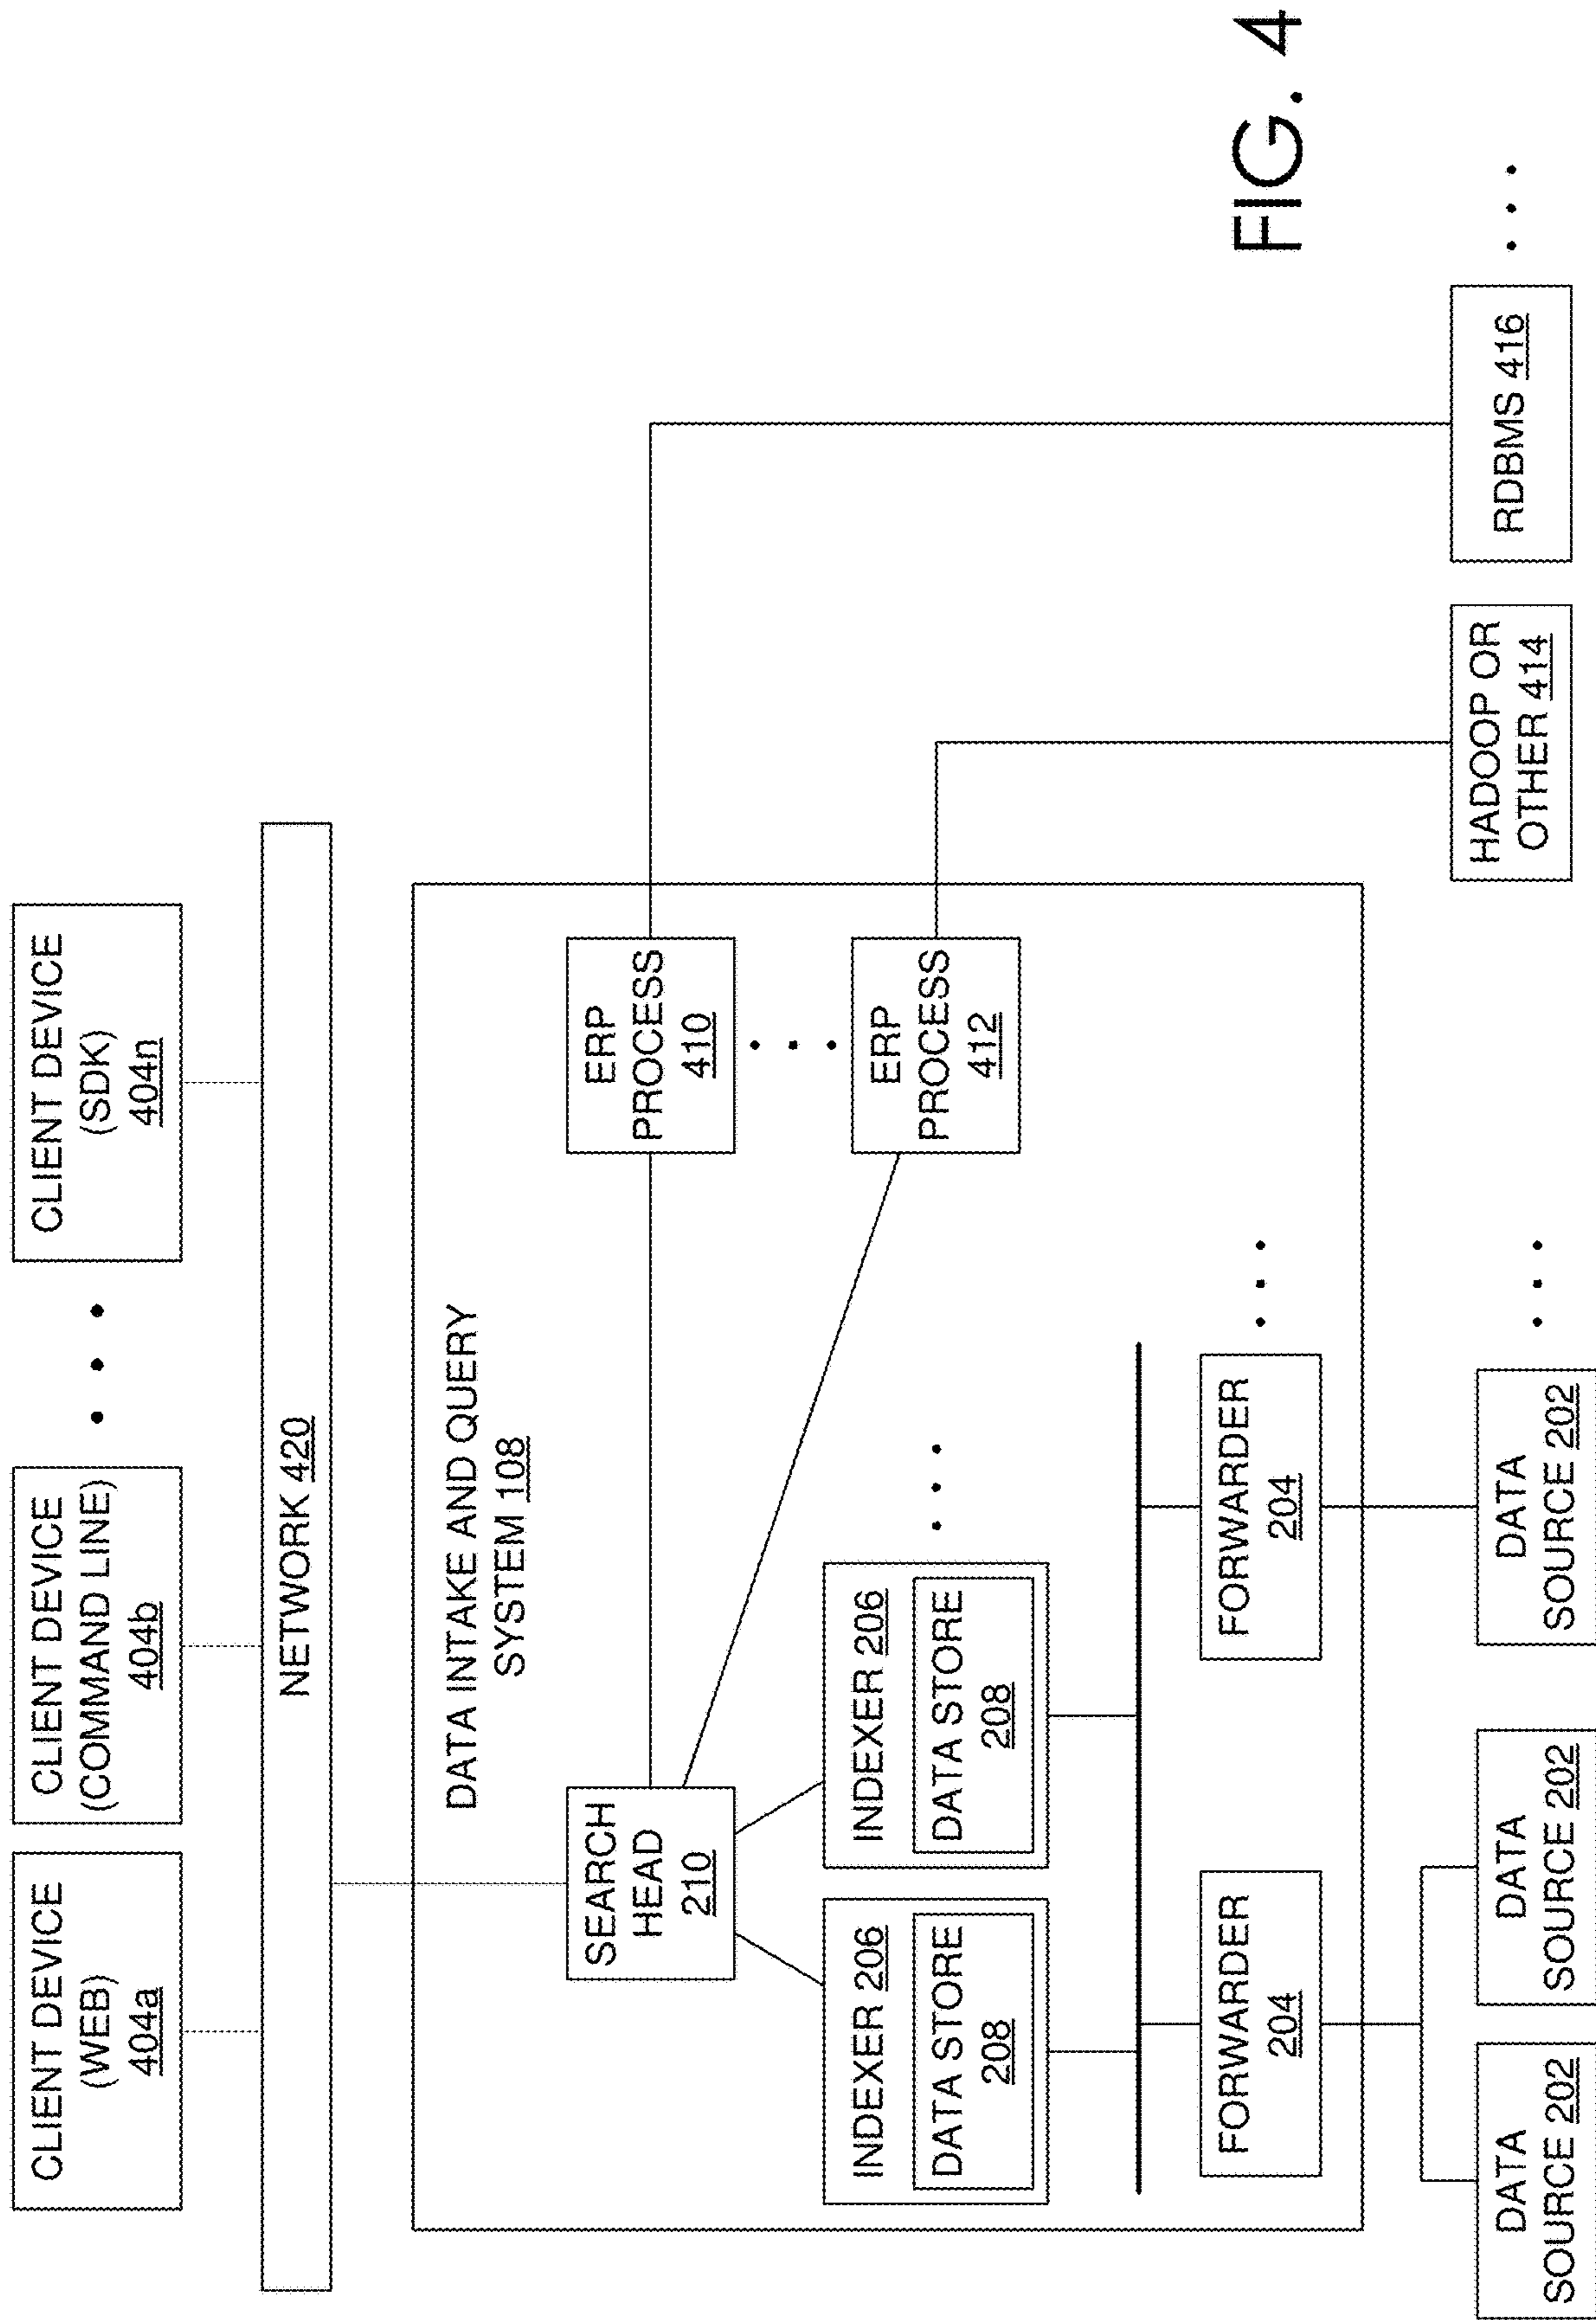 CLIENT DEVICE
(WEB)
404a
CLIENT DEVICE
(COMMAND LINE)
404b
• • •
CLIENT DEVICE
(SDK)
404n
NETWORK 420
DATA INTAKE AND QUERY
SYSTEM 108
SEARCH
HEAD
210
ERP
PROCESS
410
• • •
ERP
PROCESS
412
INDEXER 206
DATA STORE
208
INDEXER 206
DATA STORE
208
• • •
FORWARDER
204
FORWARDER
204
• • •
DATA
SOURCE 202
DATA
SOURCE 202
DATA
SOURCE 202
• • •
HADOOP OR
OTHER 414
RDBMS 416
• • •
FIG. 4